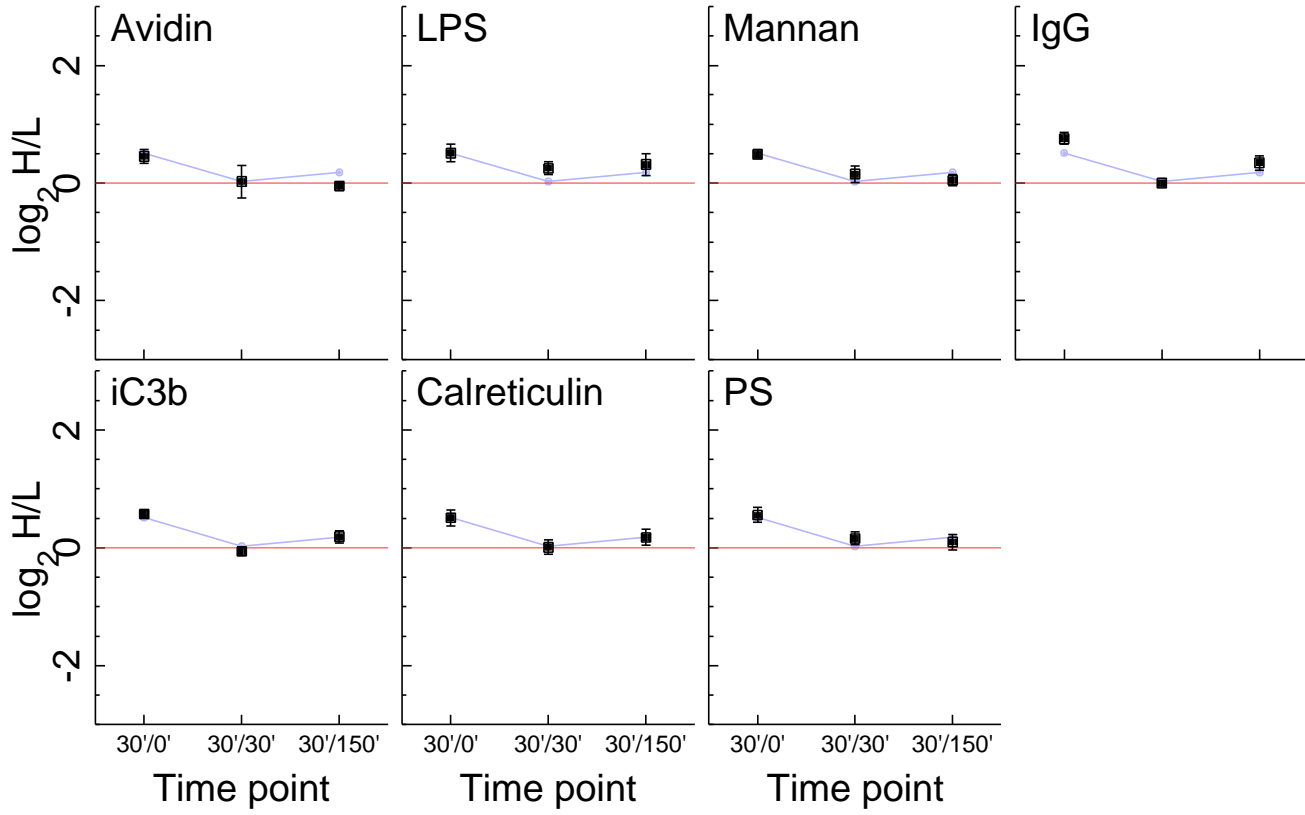 Avidin
LPS
Mannan
IgG
log2 H/L
2
0
-2
iC3b
Calreticulin
PS
log2 H/L
2
0
-2
30'/0' 30'/30' 30'/150'
30'/0' 30'/30' 30'/150'
30'/0' 30'/30' 30'/150'
Time point
Time point
Time point